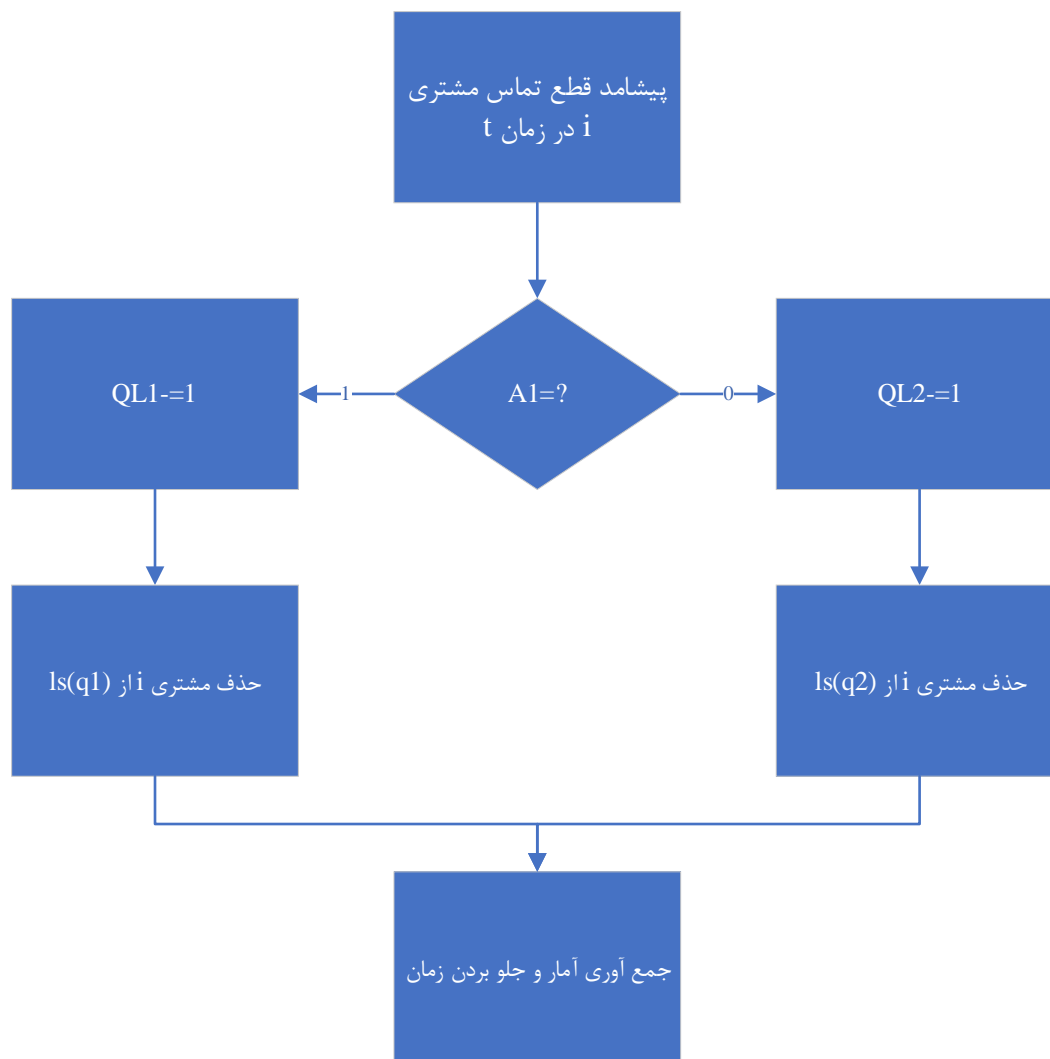 پیشامد قطع تماس مشتری
i در زمان t
QL1-=1
1
A1=?
0
QL2-=1
حذف مشتری i از ls(q1)
حذف مشتری i از ls(q2)
جمع آوری آمار و جلو بردن زمان